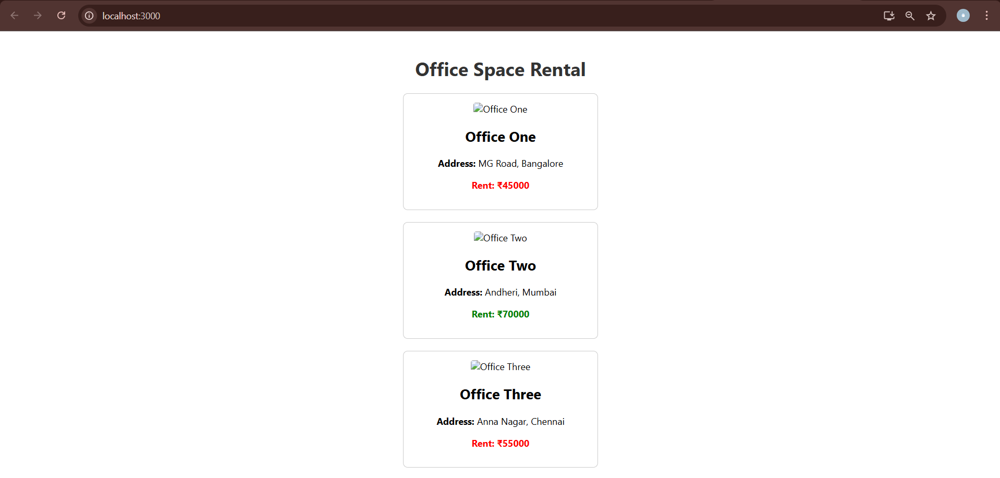 localhost:3000
Office Space Rental
Office One
Office One
Address: MG Road, Bangalore
Rent: ₹45000
Office Two
Office Two
Address: Andheri, Mumbai
Rent: ₹70000
Office Three
Office Three
Address: Anna Nagar, Chennai
Rent: ₹55000